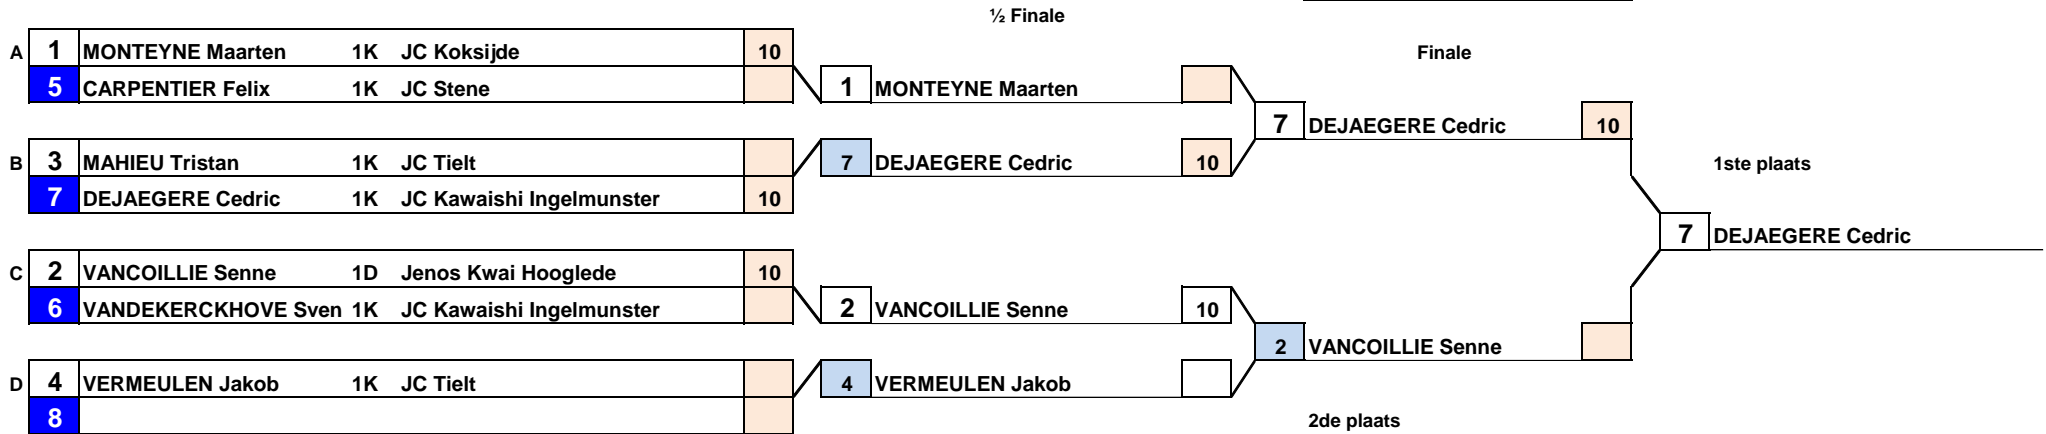 ½ Finale
A 1 MONTEYNE Maarten 1K JC Koksijde 10
Finale
5 CARPENTIER Felix 1K JC Stene
1 MONTEYNE Maarten
7 DEJAEGERE Cedric 10
B 3 MAHIEU Tristan 1K JC Tielt
7 DEJAEGERE Cedric 10
1ste plaats
7 DEJAEGERE Cedric 1K JC Kawaishi Ingelmunster 10
7 DEJAEGERE Cedric
C 2 VANCOILLIE Senne 1D Jenos Kwai Hooglede 10
6 VANDEKERCKHOVE Sven 1K JC Kawaishi Ingelmunster
2 VANCOILLIE Senne 10
2 VANCOILLIE Senne
D 4 VERMEULEN Jakob 1K JC Tielt
4 VERMEULEN Jakob
8
2de plaats